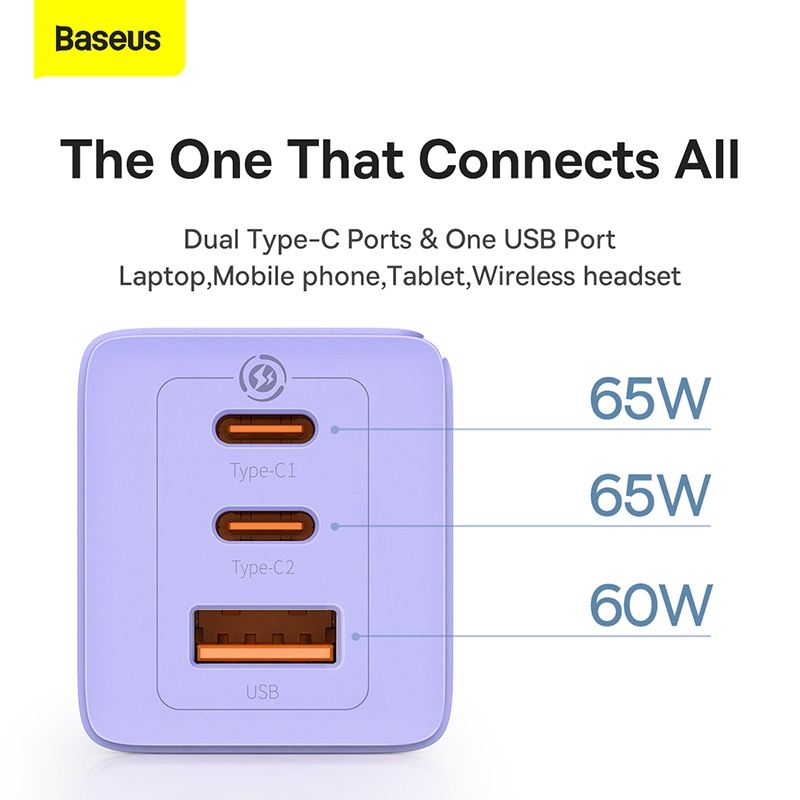 Baseus
The One That Connects All
Dual Type-C Ports & One USB Port
Laptop,Mobile phone,Tablet,Wireless headset
65W
Type-C1
65W
Type-C2
60W
USB